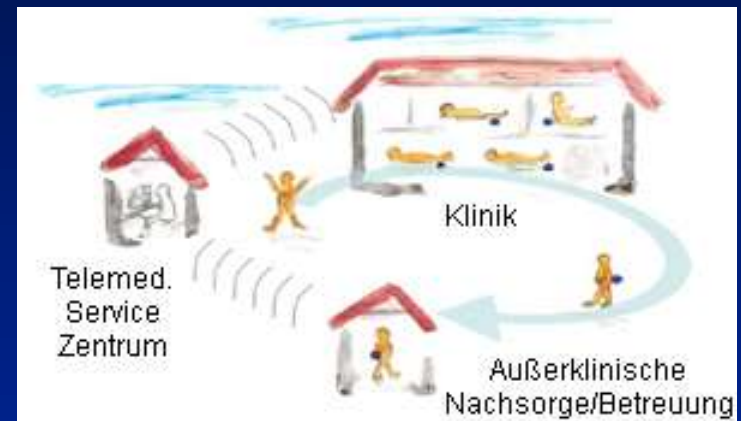 Klinik
Telemed.
Service
Zentrum
Außerklinische
Nachsorge/Betreuung